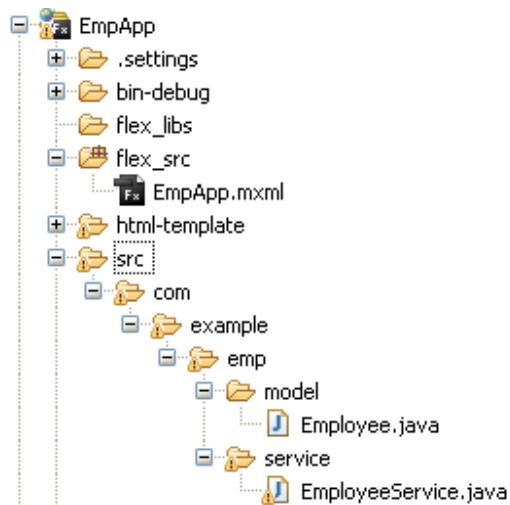 EmpApp
.settings
bin-debug
flex_libs
flex_src
EmpApp.mxml
html-template
src
com
example
emp
model
Employee.java
service
EmployeeService.java